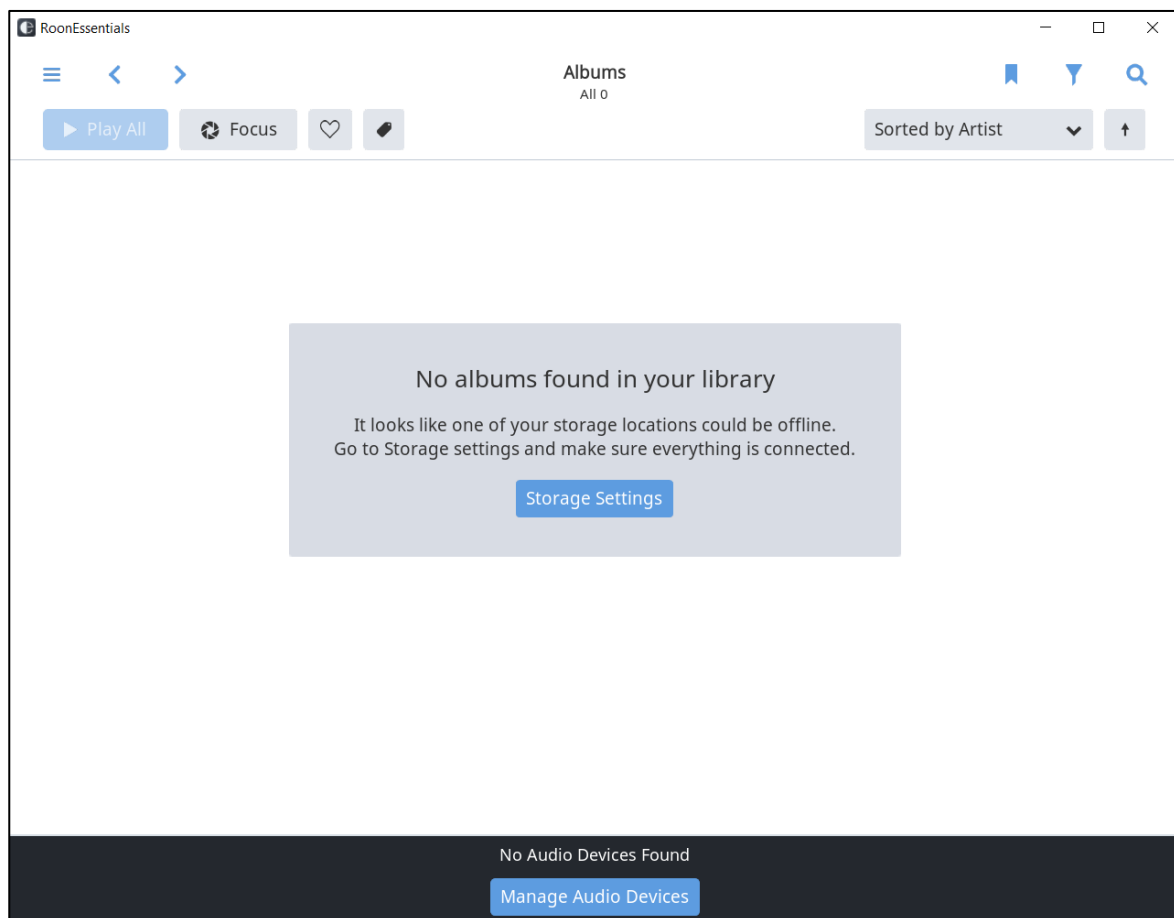 RoonEssentials
Albums
All 0
Play All
Focus
Sorted by Artist
No albums found in your library
It looks like one of your storage locations could be offline.
Go to Storage settings and make sure everything is connected.
Storage Settings
No Audio Devices Found
Manage Audio Devices